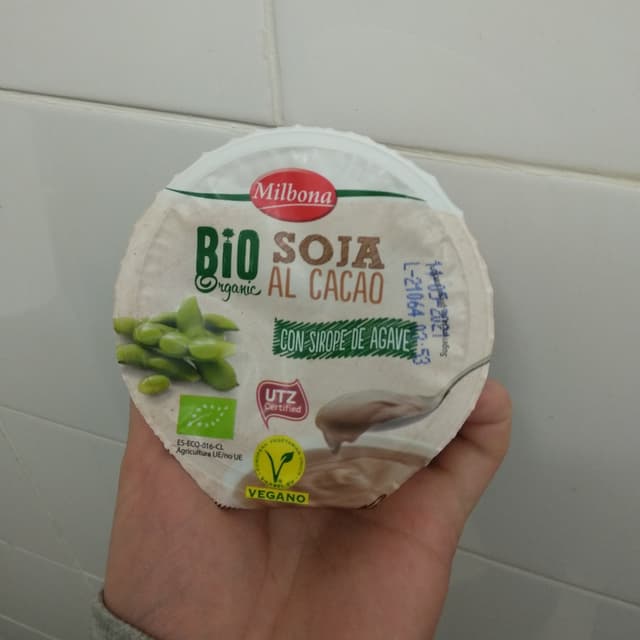 Milbona
BiO
Organic
SOJA
AL CACAO
CON SIROPE DE AGAVE
L-21064
UTZ
Certified
ES-ECO-016-CL
Agricultura UE/no UE
V
VEGANO